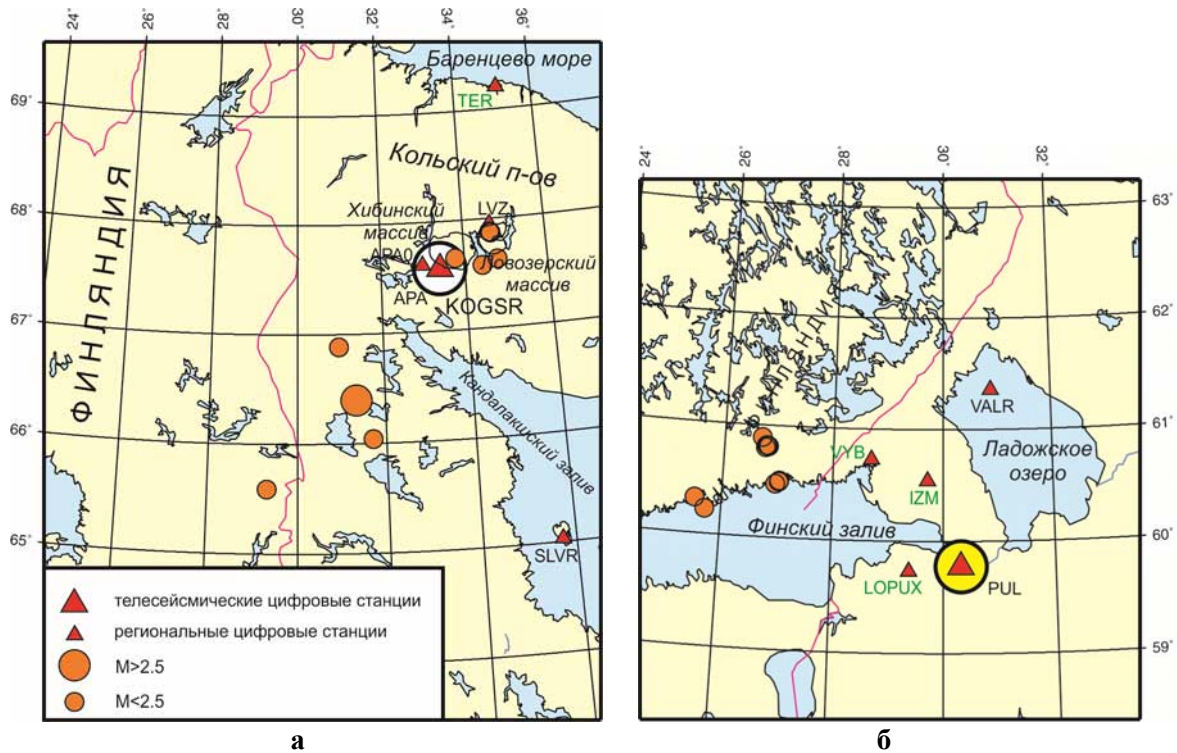 24°
26°
28°
30°
32°
34°
35°
36°
69°
68°
67°
66°
65°
Баренцево море
TER
Кольский п-ов
Хибинский
массив
LVZ
APA0
Ловозерский
массив
APA
KOGSR
ФИНЛЯНДИЯ
Кандалакшский залив
SLVR
телесейсмические цифровые станции
региональные цифровые станции
M>2.5
M<2.5
а
24°
26°
28°
30°
32°
63°
62°
61°
60°
59°
ФИНЛЯНДИЯ
VALR
Ладожское
озеро
VYB
IZM
Финский залив
LOPUX
PUL
б